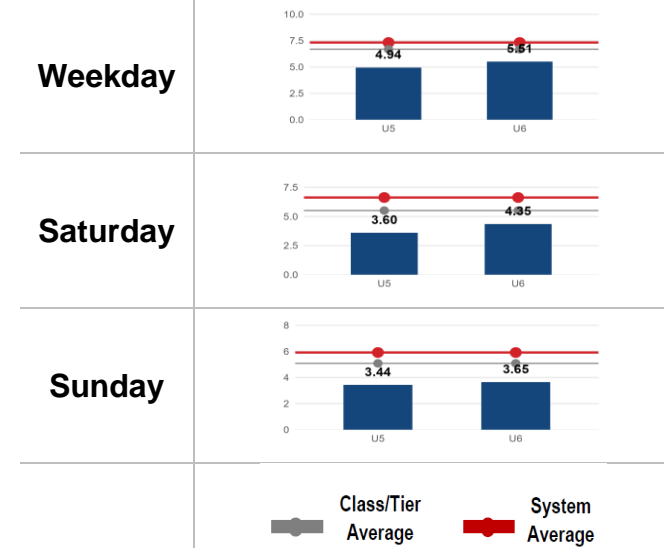 10.0
7.5
4.94 5.51
5.0
2.5
0.0
U5 U6
Weekday
7.5
5.0
3.60 4.35
2.5
0.0
U5 U6
Saturday
8
6
3.44 3.65
4
2
0
U5 U6
Sunday
Class/Tier
Average
System
Average